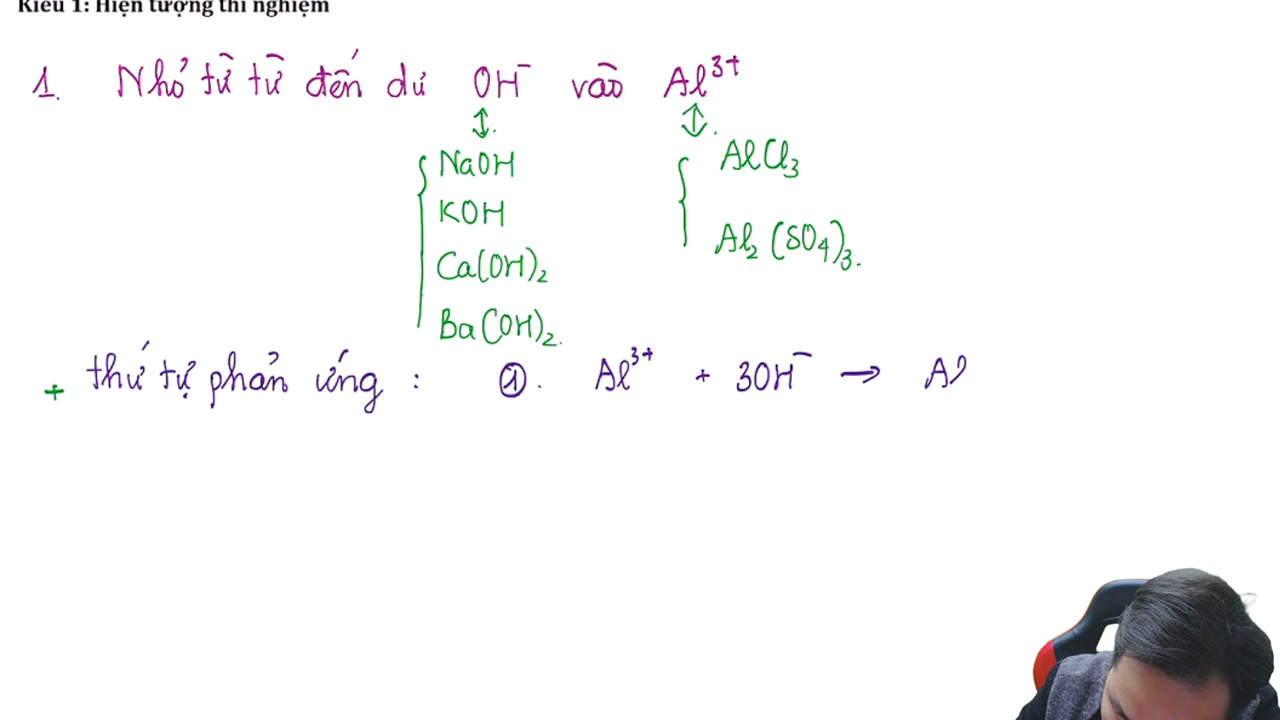 Kiểu 1: Hiện tượng thí nghiệm
1. Nhỏ từ từ đến dư OH⁻ vào Al³⁺
↕. ↕.
NaOH
AlCl₃
KOH
Al₂(SO₄)₃.
Ca(OH)₂
Ba(OH)₂.
+ thứ tự phản ứng : ①. Al³⁺ + 3OH⁻ → Al